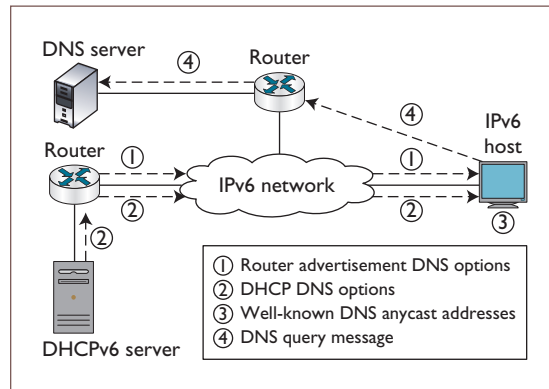 DNS server
④
Router
④
IPv6
host
Router
①
①
IPv6 network
②
②
③
②
① Router advertisement DNS options
② DHCP DNS options
③ Well-known DNS anycast addresses
④ DNS query message
DHCPv6 server